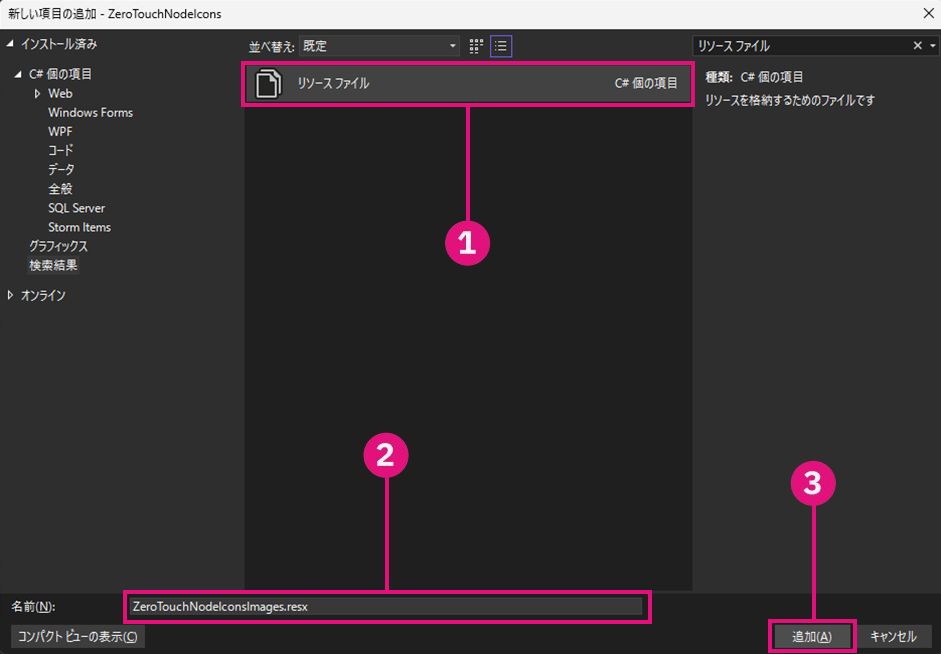 新しい項目の追加 - ZeroTouchNodeIcons
インストール済み
並べ替え: 既定
リソース ファイル
C# 個の項目
Web
Windows Forms
WPF
コード
データ
全般
SQL Server
Storm Items
グラフィックス
検索結果
オンライン
リソース ファイル C# 個の項目
種類: C# 個の項目
リソースを格納するためのファイルです
1
2
3
名前(N):
ZeroTouchNodeIconsImages.resx
コンパクト ビューの表示(C)
追加(A)
キャンセル